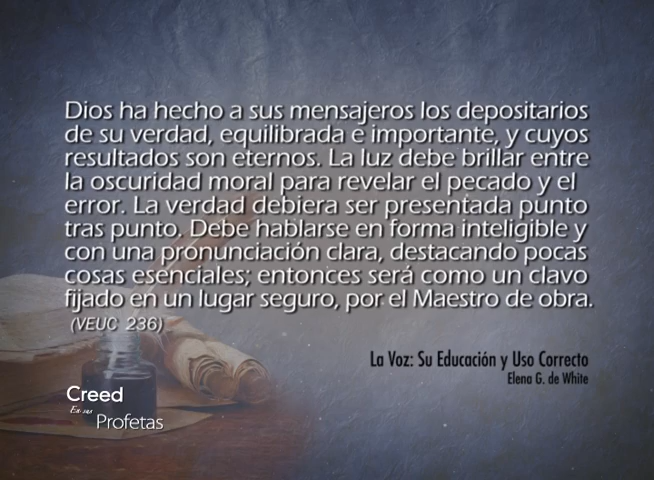 Dios ha hecho a sus mensajeros los depositarios
de su verdad, equilibrada e importante, y cuyos
resultados son eternos. La luz debe brillar entre
la oscuridad moral para revelar el pecado y el
error. La verdad debiera ser presentada punto
tras punto. Debe hablarse en forma inteligible y
con una pronunciación clara, destacando pocas
cosas esenciales; entonces será como un clavo
fijado en un lugar seguro, por el Maestro de obra.
(VEUC 236)
La Voz: Su Educación y Uso Correcto
Elena G. de White
Creed
En sus
Profetas